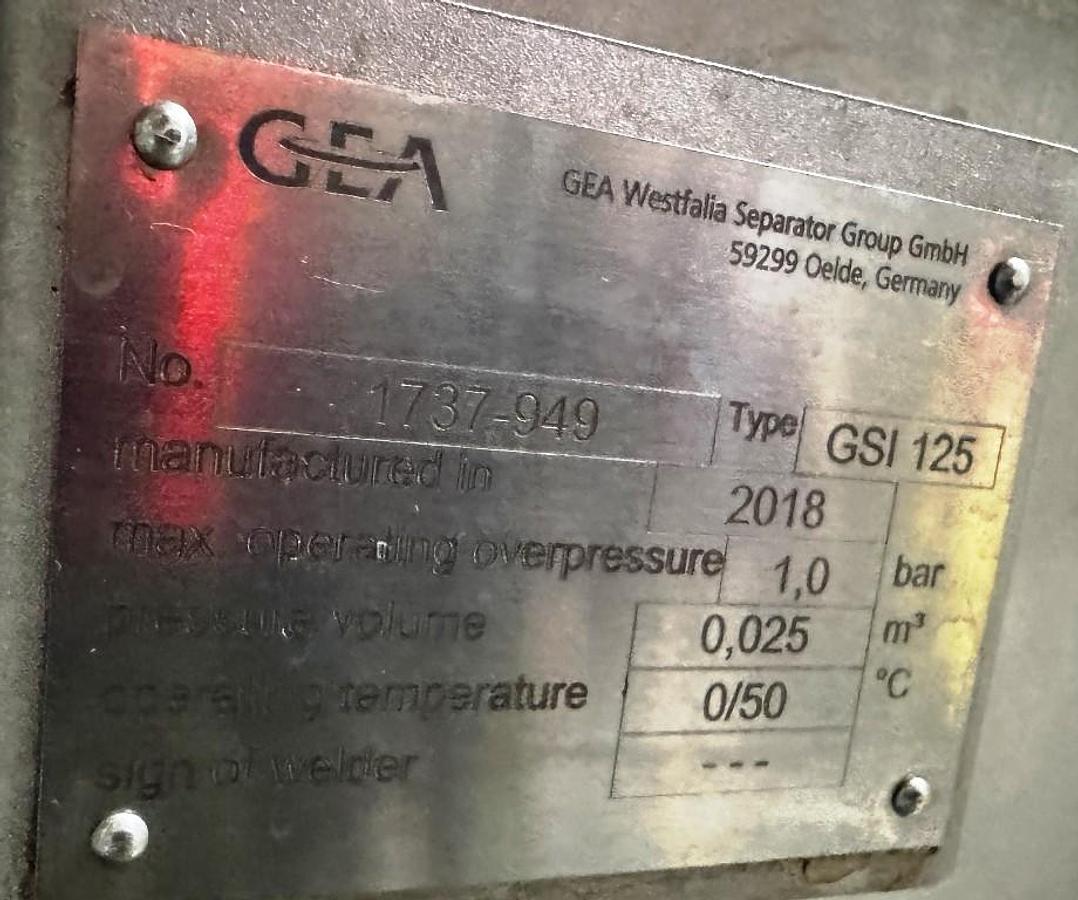 GEA
GEA Westfalia Separator Group GmbH
59299 Oelde, Germany
No. 1737-949 Type GSI 125
manufactured in 2018
max operating overpressure 1,0 bar
pressure volume 0,025 m³
operating temperature 0/50 °C
sign of welder ---